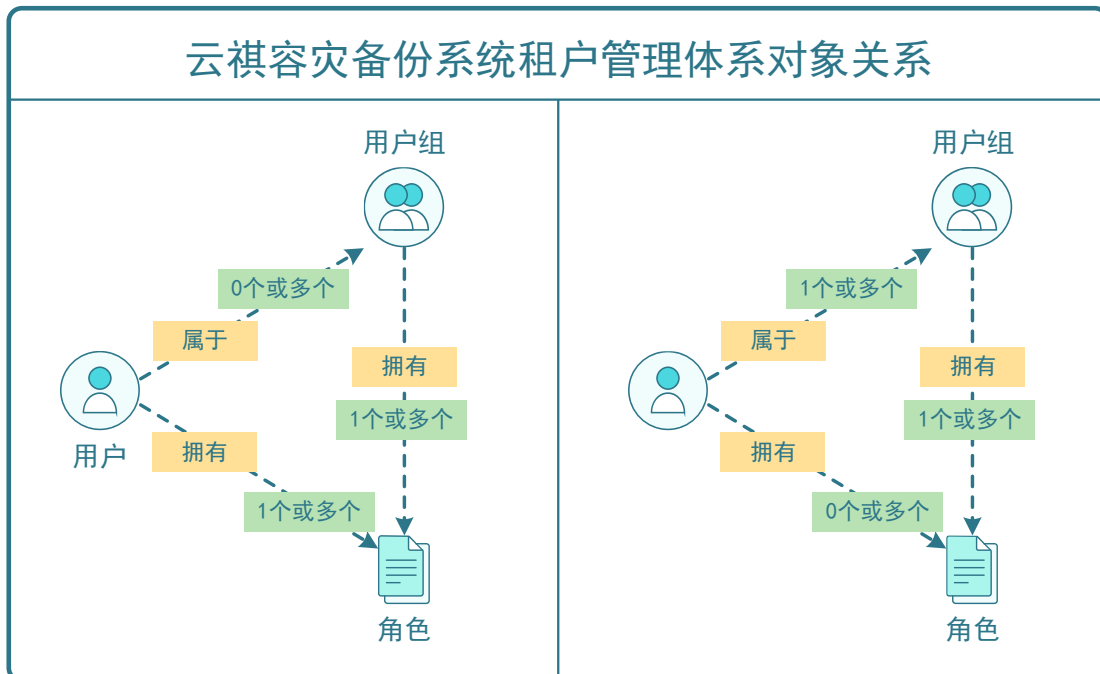 云祺容灾备份系统租户管理体系对象关系
用户组
0个或多个
属于
拥有
1个或多个
用户
拥有
1个或多个
角色
用户组
1个或多个
属于
拥有
1个或多个
拥有
0个或多个
角色